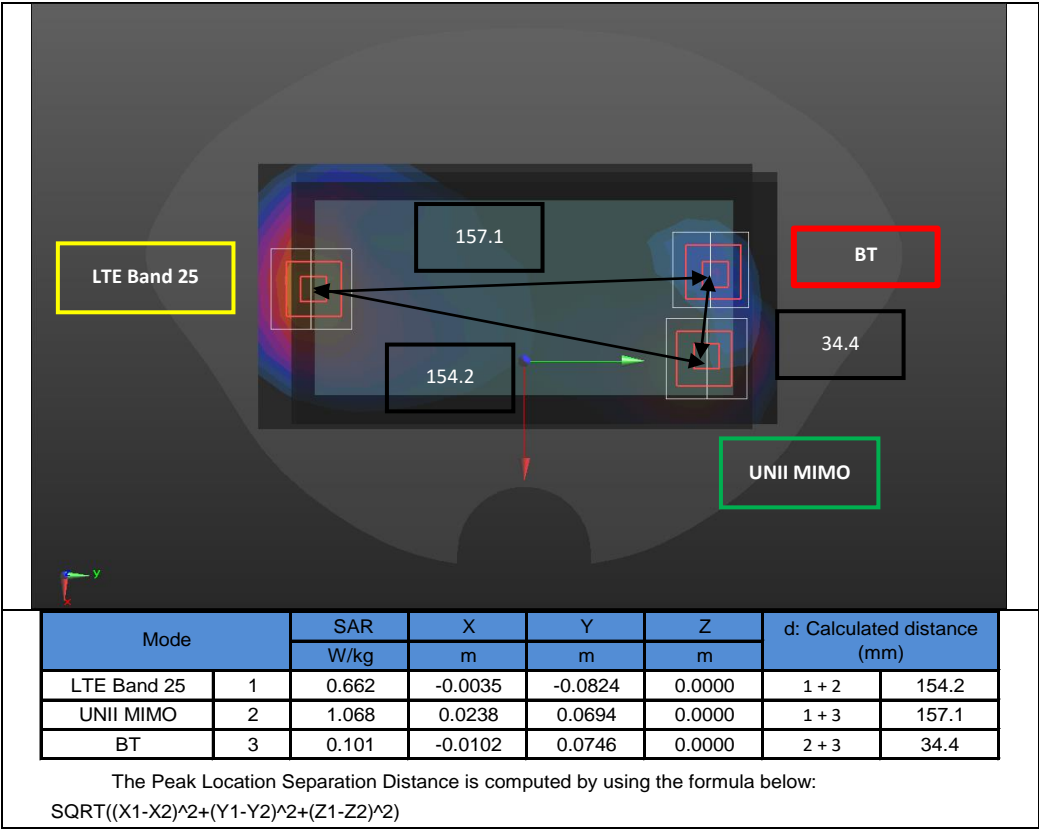 157.1
BT
LTE Band 25
34.4
154.2
UNII MIMO
y
x
Mode SAR X Y Z d: Calculated distance (mm)
W/kg m m m
LTE Band 25 1 0.662 -0.0035 -0.0824 0.0000 1 + 2 154.2
UNII MIMO 2 1.068 0.0238 0.0694 0.0000 1 + 3 157.1
BT 3 0.101 -0.0102 0.0746 0.0000 2 + 3 34.4
The Peak Location Separation Distance is computed by using the formula below:
SQRT((X1-X2)^2+(Y1-Y2)^2+(Z1-Z2)^2)